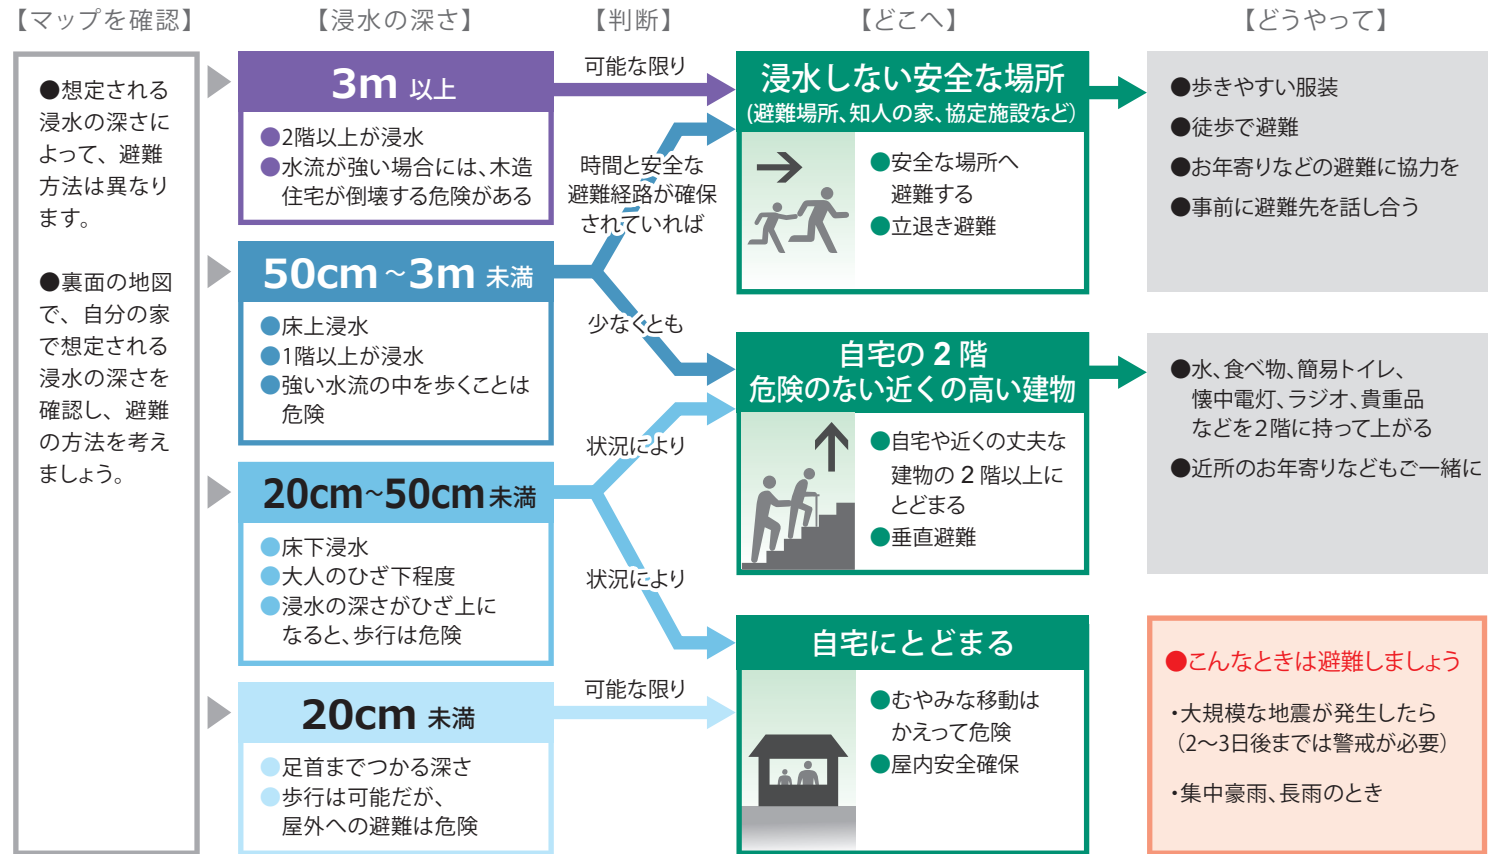 【マップを確認】
【浸水の深さ】
【判断】
【どこへ】
【どうやって】
●想定される
浸水の深さに
よって、避難
方法は異なり
ます。
●裏面の地図
で、自分の家
で想定される
浸水の深さを
確認し、避難
の方法を考え
ましょう。
3m 以上
●2階以上が浸水
●水流が強い場合には、木造
住宅が倒壊する危険がある
50cm～3m 未満
●床上浸水
●1階以上が浸水
●強い水流の中を歩くことは
危険
20cm～50cm未満
●床下浸水
●大人のひざ下程度
●浸水の深さがひざ上に
なると、歩行は危険
20cm 未満
●足首までつかる深さ
●歩行は可能だが、
屋外への避難は危険
可能な限り
時間と安全な
避難経路が確保
されていれば
少なくとも
状況により
状況により
可能な限り
浸水しない安全な場所
(避難場所、知人の家、協定施設など)
●安全な場所へ
避難する
●立退き避難
自宅の 2 階
危険のない近くの高い建物
●自宅や近くの丈夫な
建物の 2 階以上に
とどまる
●垂直避難
自宅にとどまる
●むやみな移動は
かえって危険
●屋内安全確保
●歩きやすい服装
●徒歩で避難
●お年寄りなどの避難に協力を
●事前に避難先を話し合う
●水、食べ物、簡易トイレ、
懐中電灯、ラジオ、貴重品
などを2階に持って上がる
●近所のお年寄りなどもご一緒に
●こんなときは避難しましょう
・大規模な地震が発生したら
（2～3日後までは警戒が必要）
・集中豪雨、長雨のとき